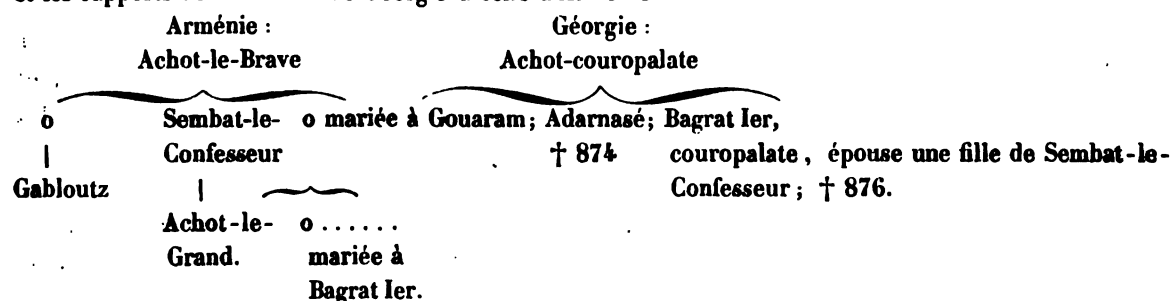 Arménie : Géorgie :
Achot-le-Brave Achot-couropalate
o Sembat-le- o mariée à Gouaram; Adarnasé; Bagrat Ier,
| Confesseur † 874 couropalate, épouse une fille de Sembat-le-
Gabloutz | Confesseur; † 876.
Achot-le- o ......
Grand. mariée à
Bagrat Ier.